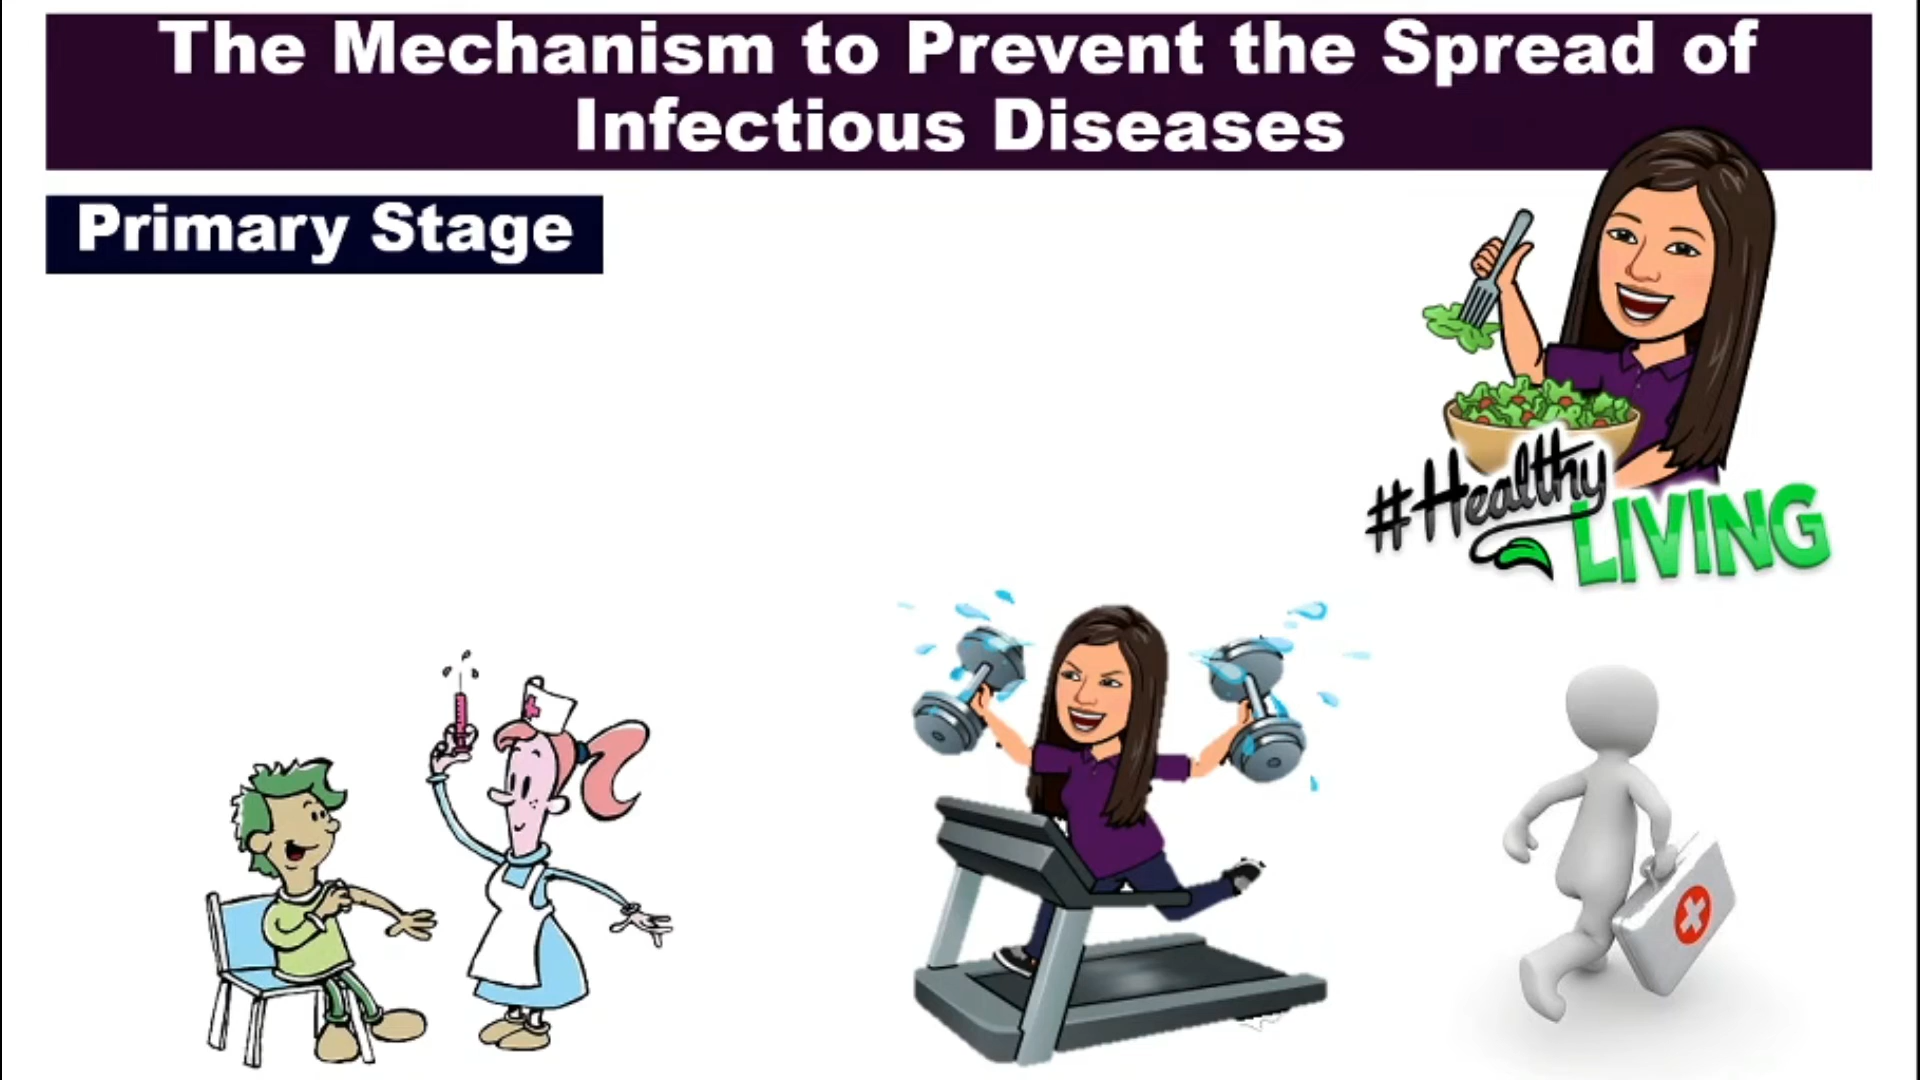 The Mechanism to Prevent the Spread of
Infectious Diseases
Primary Stage
#Healthy
LIVING